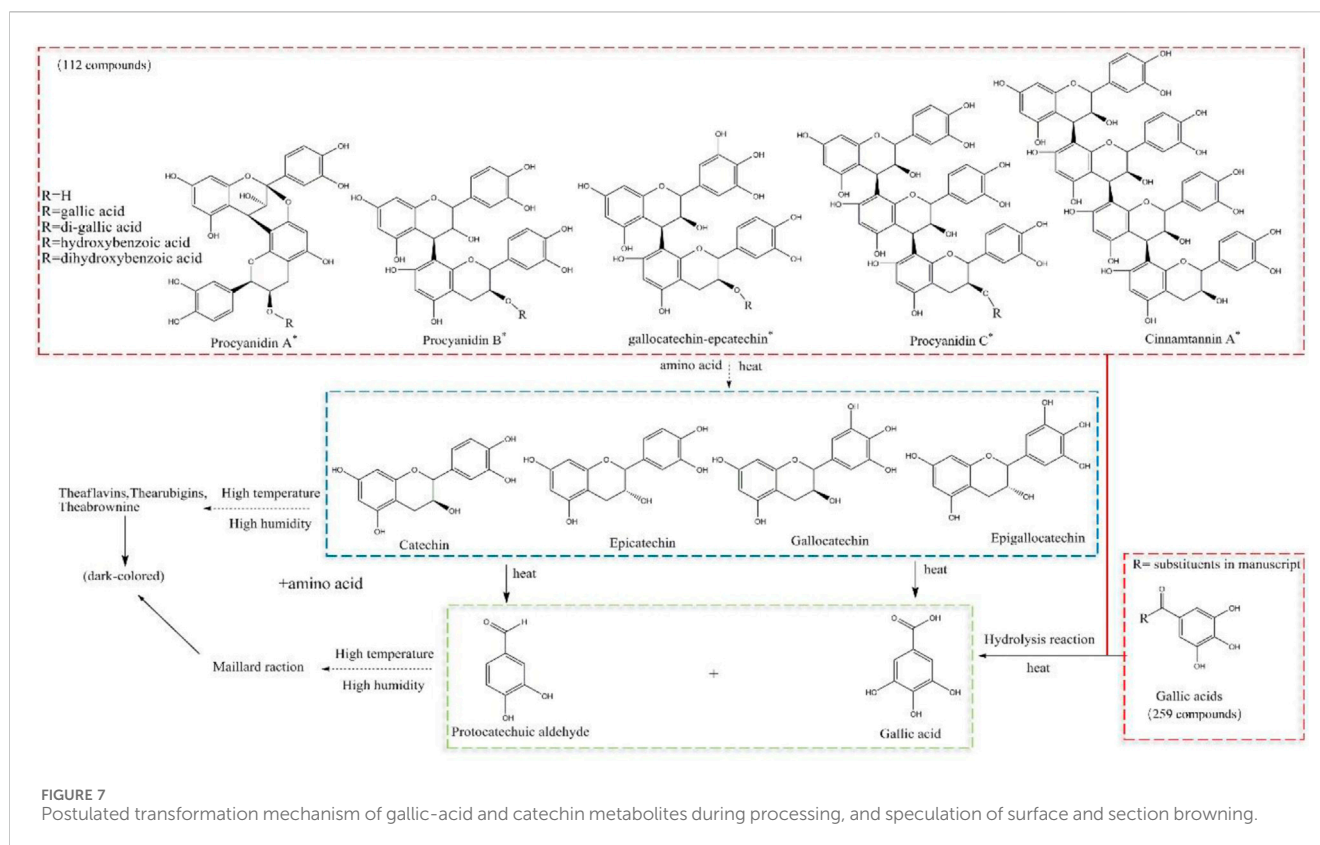 (112 compounds)
R=H
R=gallic acid
R=di-gallic acid
R=hydroxybenzoic acid
R=dihydroxybenzoic acid
Procyanidin A*
Procyanidin B*
gallocatechin-epcatechin*
Procyanidin C*
Cinnamtannin A*
amino acid heat
Catechin
Epicatechin
Gallocatechin
Epigallocatechin
Theaflavins,Thearubigins,
Theabrownine
High temperature
High humidity
(dark-colored)
+amino acid
heat
heat
Maillard raction
High temperature
High humidity
Protocatechuic aldehyde
+
Gallic acid
Hydrolysis reaction
heat
R= substituents in manuscript
Gallic acids
(259 compounds)
FIGURE 7
Postulated transformation mechanism of gallic-acid and catechin metabolites during processing, and speculation of surface and section browning.